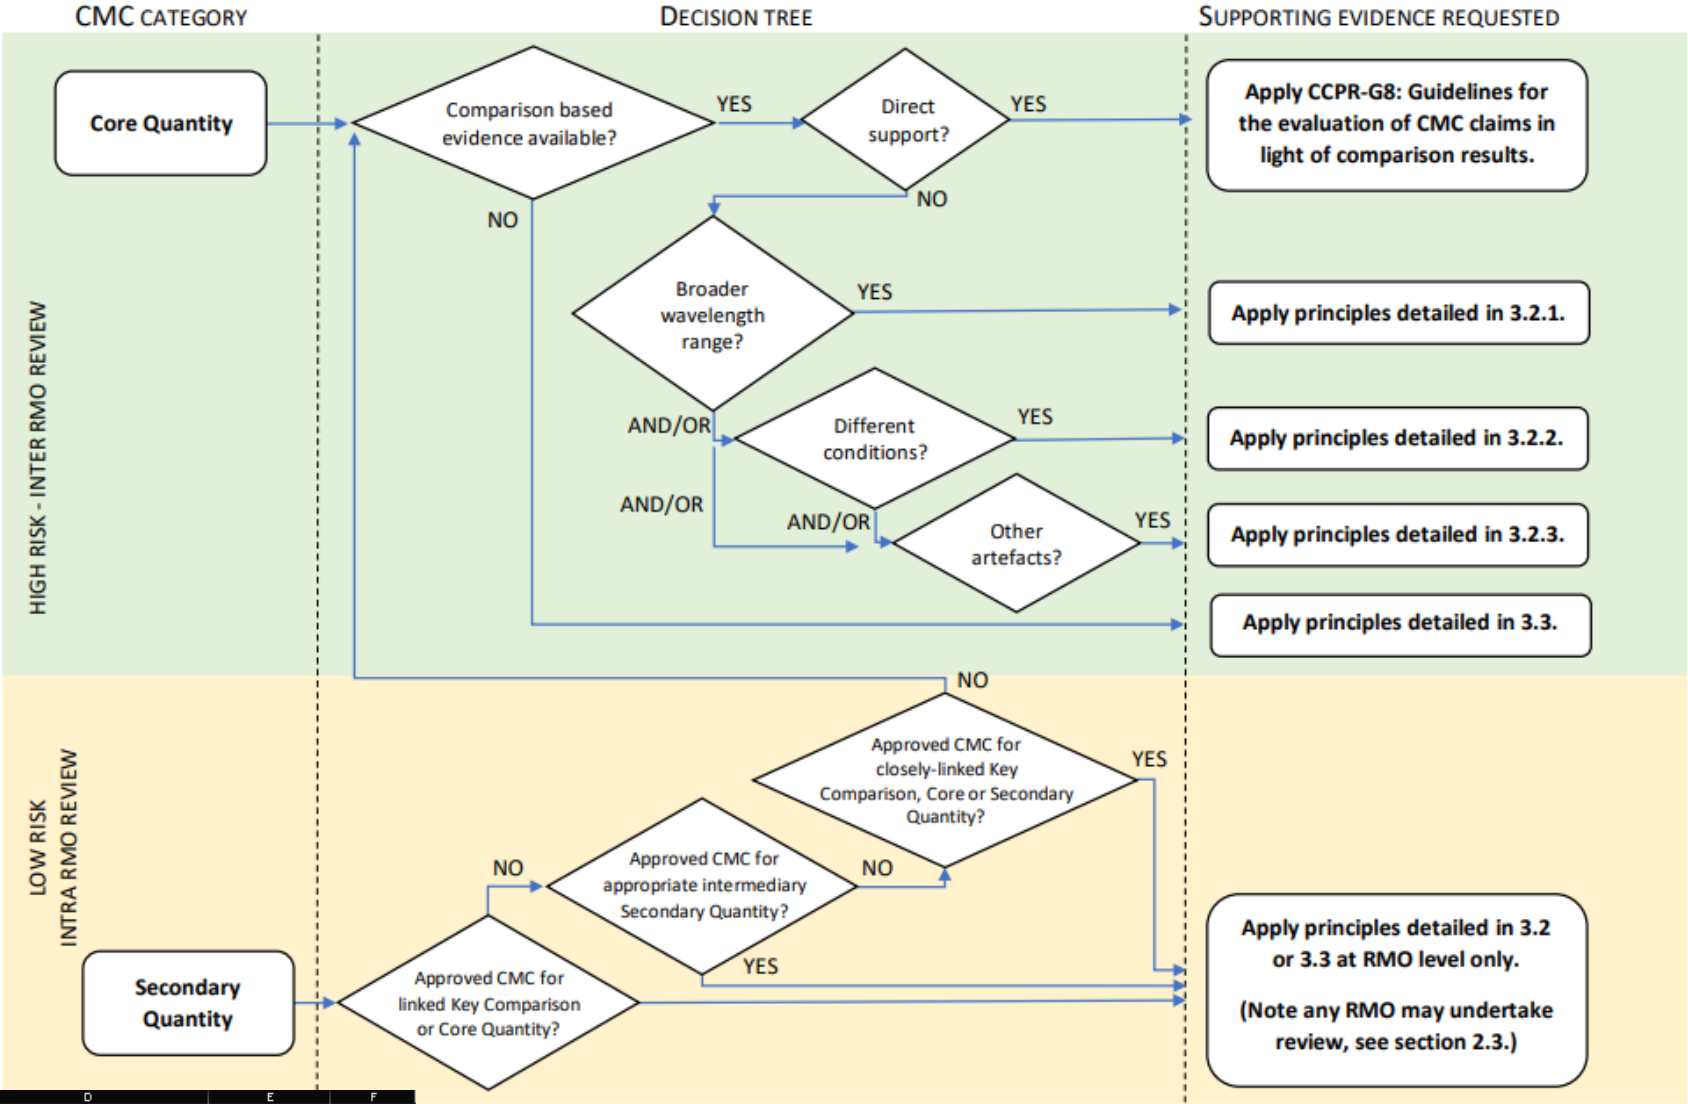 CMC CATEGORY
DECISION TREE
SUPPORTING EVIDENCE REQUESTED
HIGH RISK - INTER RMO REVIEW
Core Quantity
Comparison based
evidence available?
YES
NO
Direct
support?
YES
NO
Apply CCPR-G8: Guidelines for
the evaluation of CMC claims in
light of comparison results.
Broader
wavelength
range?
YES
Apply principles detailed in 3.2.1.
AND/OR
Different
conditions?
YES
Apply principles detailed in 3.2.2.
AND/OR
AND/OR
Other
artefacts?
YES
Apply principles detailed in 3.2.3.
Apply principles detailed in 3.3.
LOW RISK
INTRA RMO REVIEW
NO
Approved CMC for
closely-linked Key
Comparison, Core or Secondary
Quantity?
YES
NO
Approved CMC for
appropriate intermediary
Secondary Quantity?
NO
YES
Secondary
Quantity
Approved CMC for
linked Key Comparison
or Core Quantity?
Apply principles detailed in 3.2
or 3.3 at RMO level only.
(Note any RMO may undertake
review, see section 2.3.)
D
E
F